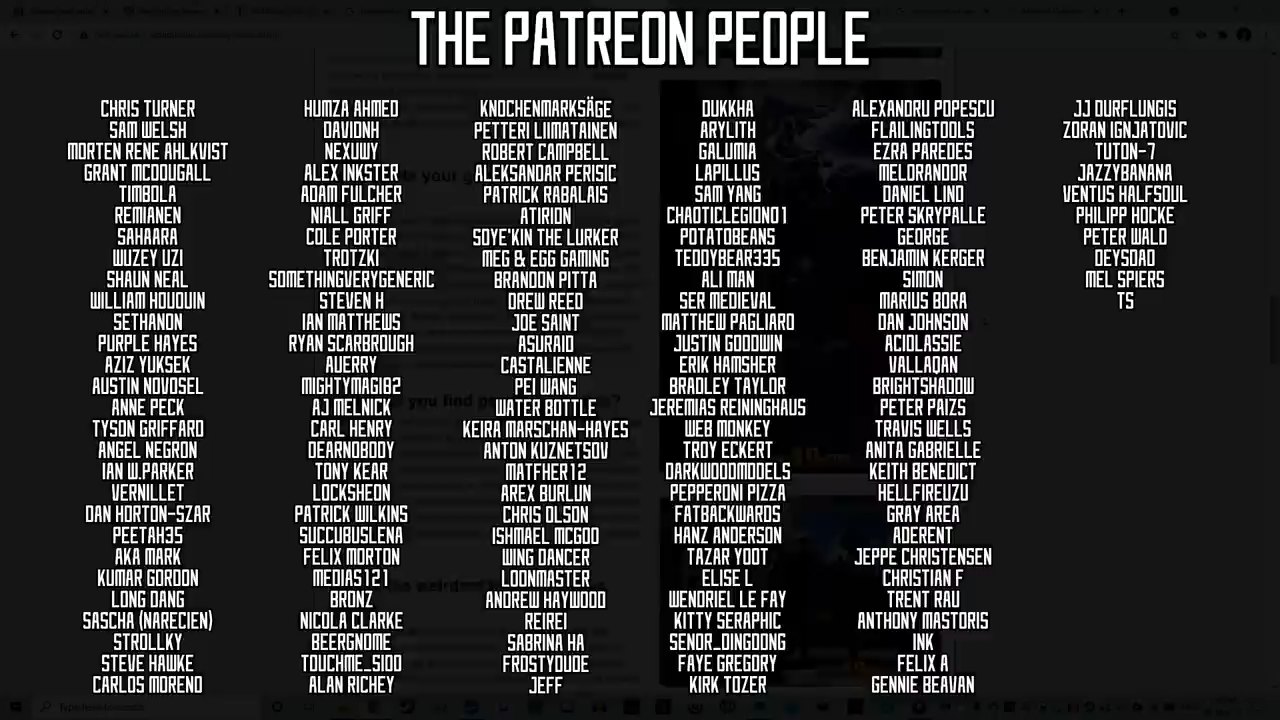 THE PATREON PEOPLE
CHRIS TURNER
SAM WELSH
MORTEN RENE AHLKVIST
GRANT MCDOUGALL
TIMBOLA
REMIANEN
SAHAARA
WUZEY UZI
SHAUN NEAL
WILLIAM HOUDUIN
SETHANON
PURPLE HAYES
AZIZ YUKSEK
AUSTIN NOVOSEL
ANNE PECK
TYSON GRIFFARD
ANGEL NEGRON
IAN W.PARKER
VERNILLET
DAN HORTON-SZAR
PEETAH35
AKA MARK
KUMAR GORDON
LONG DANG
SASCHA (NARECIEN)
STROLLKY
STEVE HAWKE
CARLOS MORENO
HUMZA AHMED
DAVIDNH
NEXUWY
ALEX INKSTER
ADAM FULCHER
NIALL GRIFF
COLE PORTER
TROTZKI
SOMETHINGVERYGENERIC
STEVEN H
IAN MATTHEWS
RYAN SCARBROUGH
AUERRY
MIGHTYMAGI82
AJ MELNICK
CARL HENRY
DEARNOBODY
TONY KEAR
LOCKSHEON
PATRICK WILKINS
SUCCUBUSLENA
FELIX MORTON
MEDIAS121
BRONZ
NICOLA CLARKE
BEERGNOME
TOUCHME_SIDD
ALAN RICHEY
KNOCHENMARKSÄGE
PETTERI LIIMATAINEN
ROBERT CAMPBELL
ALEKSANDAR PERISIC
PATRICK RABALAIS
ATIRION
SOYE'KIN THE LURKER
MEG & EGG GAMING
BRANDON PITTA
DREW REED
JOE SAINT
ASURAID
CASTALIENNE
PEI WANG
WATER BOTTLE
KEIRA MARSCHAN-HAYES
ANTON KUZNETSOV
MATFHER12
AREX BURLUN
CHRIS OLSON
ISHMAEL MCGOO
WING DANCER
LOONMASTER
ANDREW HAYWOOD
REIREI
SABRINA HA
FROSTYDUDE
JEFF
DUKKHA
ARYLITH
GALUMIA
LAPILLUS
SAM YANG
CHAOTICLEGION01
POTATOBEANS
TEDDYBEAR335
ALI MAN
SER MEDIEVAL
MATTHEW PAGLIARO
JUSTIN GOODWIN
ERIK HAMSHER
BRADLEY TAYLOR
JEREMIAS REININGHAUS
WEB MONKEY
TROY ECKERT
DARKWOODMODELS
PEPPERONI PIZZA
FATBACKWARDS
HANZ ANDERSON
TAZAR YOOT
ELISE L
WENDRIEL LE FAY
KITTY SERAPHIC
SENOR_DINGDONG
FAYE GREGORY
KIRK TOZER
ALEXANDRU POPESCU
FLAILINGTOOLS
EZRA PAREDES
MELDRANDOR
DANIEL LIND
PETER SKRYPALLE
GEORGE
BENJAMIN KERGER
SIMON
MARIUS BORA
DAN JOHNSON
ACIDLASSIE
VALLAQAN
BRIGHTSHADOW
PETER PAIZS
TRAVIS WELLS
ANITA GABRIELLE
KEITH BENEDICT
HELLFIREUZU
GRAY AREA
ADERENT
JEPPE CHRISTENSEN
CHRISTIAN F
TRENT RAU
ANTHONY MASTORIS
INK
FELIX A
GENNIE BEAVAN
JJ DURFLUNGIS
ZORAN IGNJATOVIC
TUTON-7
JAZZYBANANA
VENTUS HALFSOUL
PHILIPP HOCKE
PETER WALD
DEYSDAD
MEL SPIERS
TS